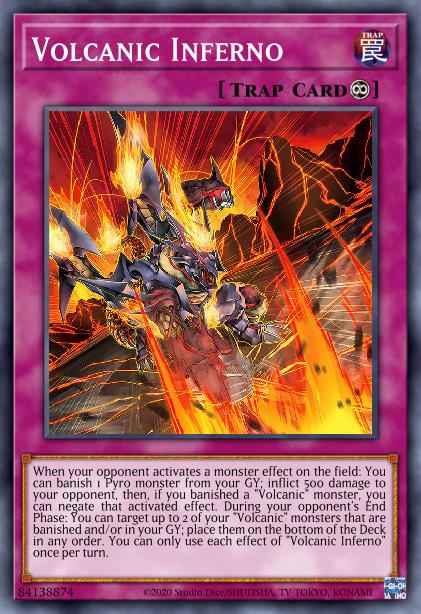 VOLCANIC INFERNO
TRAP
罠
[TRAP CARD]
When your opponent activates a monster effect on the field: You
can banish 1 Pyro monster from your GY; inflict 500 damage to
your opponent, then, if you banished a "Volcanic" monster, you
can negate that activated effect. During your opponent's End
Phase: You can target up to 2 of your "Volcanic" monsters that are
banished and/or in your GY; place them on the bottom of the Deck
in any order. You can only use each effect of "Volcanic Inferno"
once per turn.
84138874
©2020 Studio Dice/SHUEISHA, TV TOKYO, KONAMI